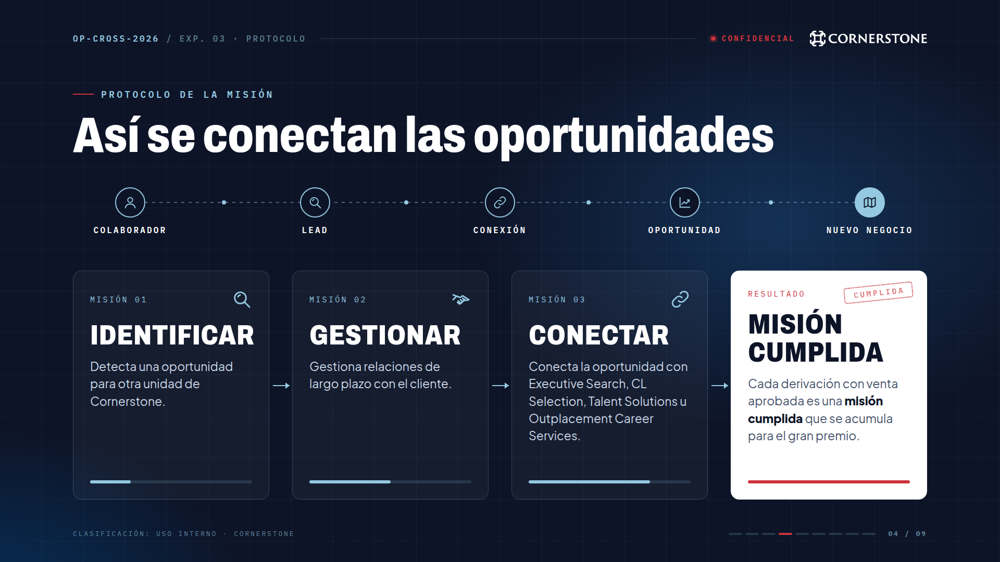 OP-CROSS-2026 / EXP. 03 · PROTOCOLO
CONFIDENCIAL
CORNERSTONE
PROTOCOLO DE LA MISIÓN
Así se conectan las oportunidades
COLABORADOR
LEAD
CONEXIÓN
OPORTUNIDAD
NUEVO NEGOCIO
MISIÓN 01
IDENTIFICAR
Detecta una oportunidad
para otra unidad de
Cornerstone.
MISIÓN 02
GESTIONAR
Gestiona relaciones de
largo plazo con el cliente.
MISIÓN 03
CONECTAR
Conecta la oportunidad con
Executive Search, CL
Selection, Talent Solutions u
Outplacement Career
Services.
RESULTADO
CUMPLIDA
MISIÓN
CUMPLIDA
Cada derivación con venta
aprobada es una misión
cumplida que se acumula
para el gran premio.
CLASIFICACIÓN: USO INTERNO · CORNERSTONE
04 / 09